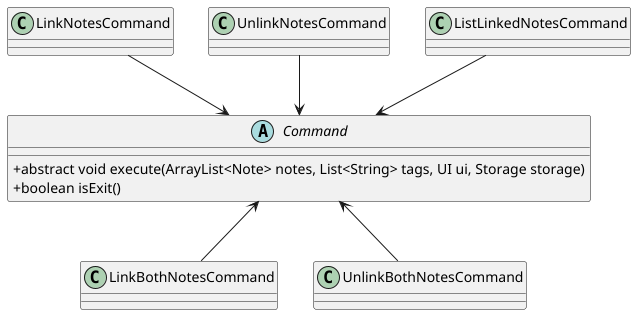 C LinkNotesCommand
C UnlinkNotesCommand
C ListLinkedNotesCommand
A Command
+abstract void execute(ArrayList<Note> notes, List<String> tags, UI ui, Storage storage)
+boolean isExit()
C LinkBothNotesCommand
C UnlinkBothNotesCommand